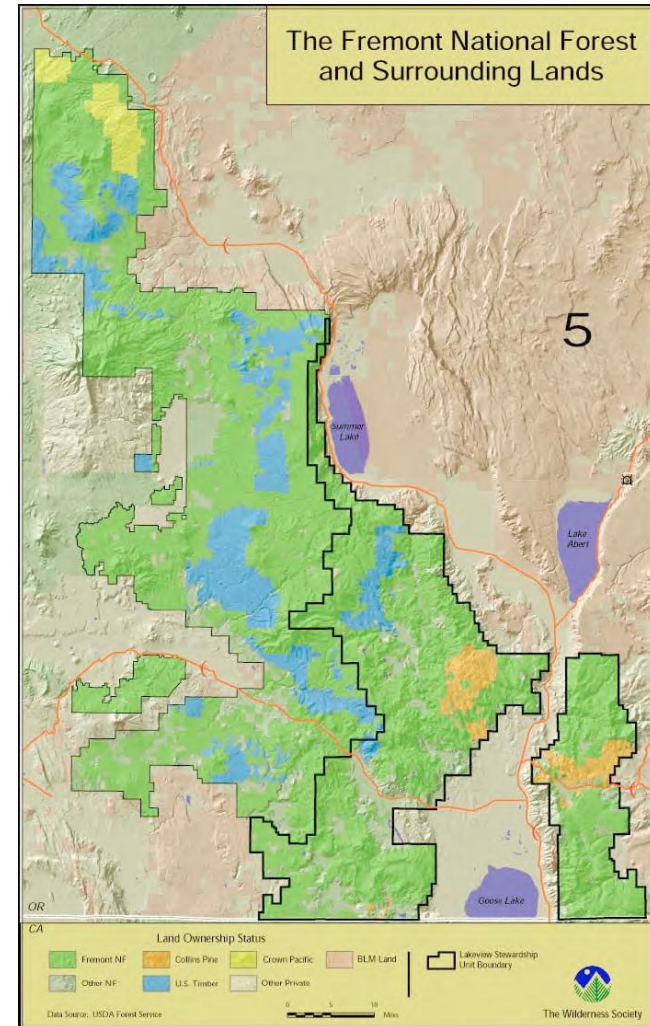 The Fremont National Forest
and Surrounding Lands
5
Summer
Lake
Lake
Abert
Goose Lake
OR
CA
Land Ownership Status
Fremont NF
Collins Pine
Crown Pacific
BLM Land
Lakeview Stewardship
Unit Boundary
Other NF
U.S. Timber
Other Private
Data Source: USDA Forest Service
0 5 10
Miles
The Wilderness Society